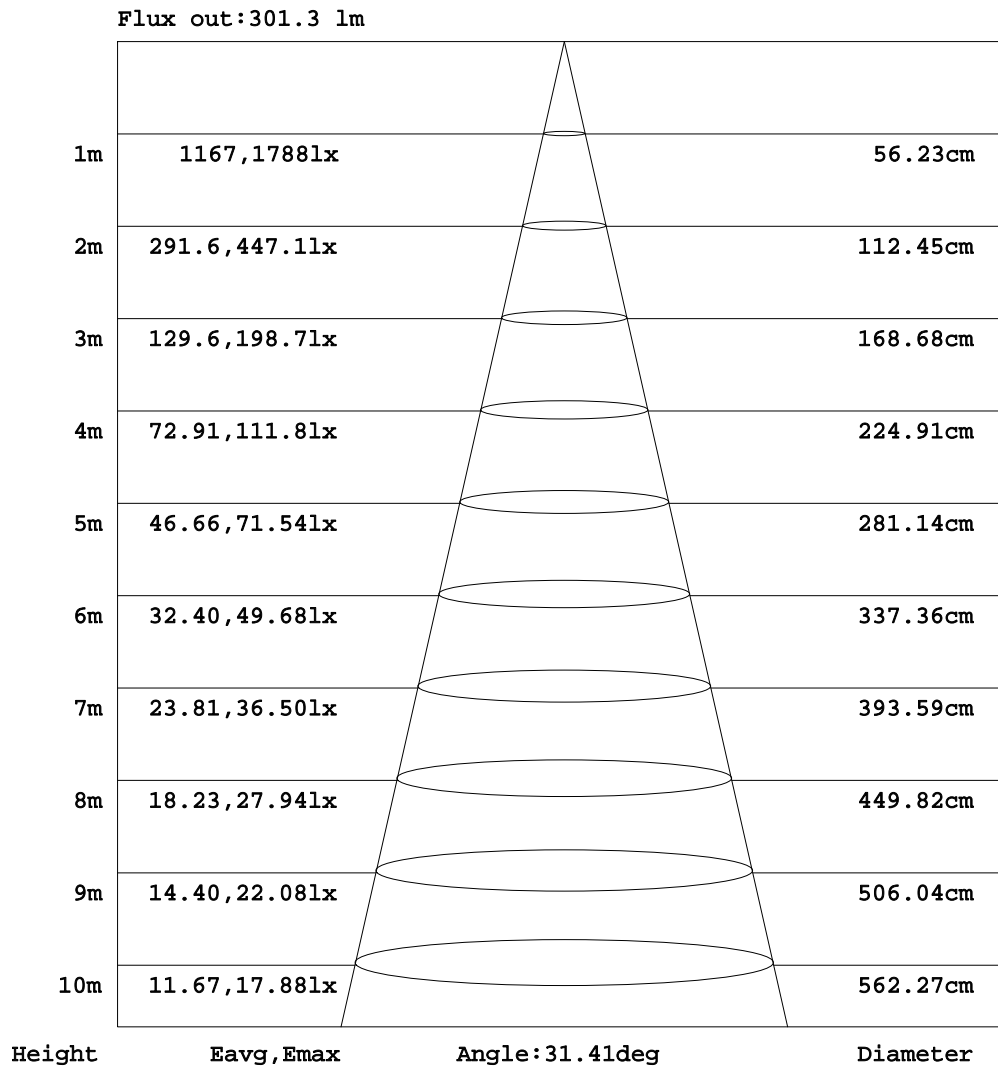 Flux out:301.3 lm
1m 1167,1788lx 56.23cm
2m 291.6,447.1lx 112.45cm
3m 129.6,198.7lx 168.68cm
4m 72.91,111.8lx 224.91cm
5m 46.66,71.54lx 281.14cm
6m 32.40,49.68lx 337.36cm
7m 23.81,36.50lx 393.59cm
8m 18.23,27.94lx 449.82cm
9m 14.40,22.08lx 506.04cm
10m 11.67,17.88lx 562.27cm
Height Eavg,Emax Angle:31.41deg Diameter